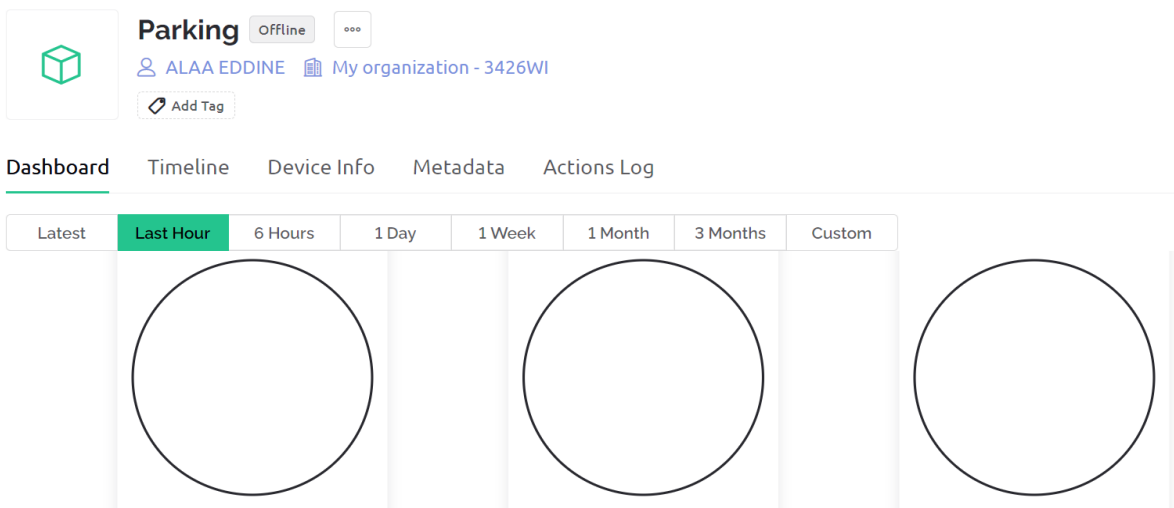 Parking Offline
ALAA EDDINE My organization - 3426WI
Add Tag
Dashboard Timeline Device Info Metadata Actions Log
Latest Last Hour 6 Hours 1 Day 1 Week 1 Month 3 Months Custom